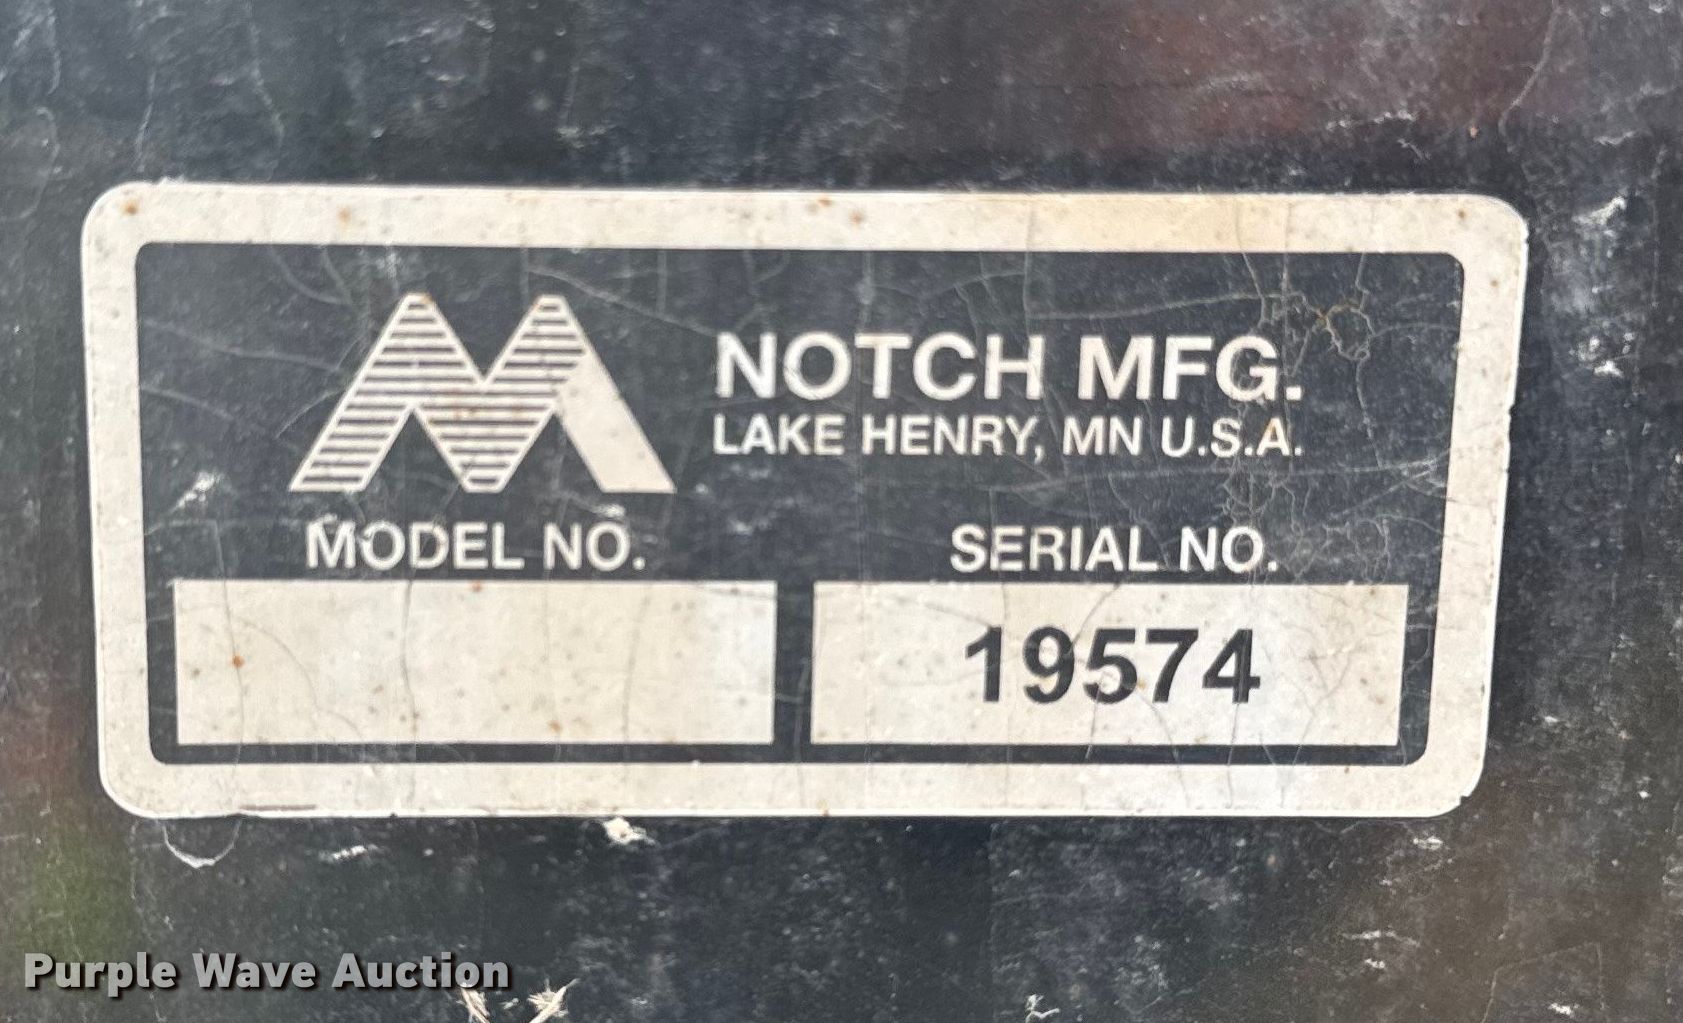 NOTCH MFG.
LAKE HENRY, MN U.S.A.
MODEL NO.
SERIAL NO.
19574
Purple Wave Auction